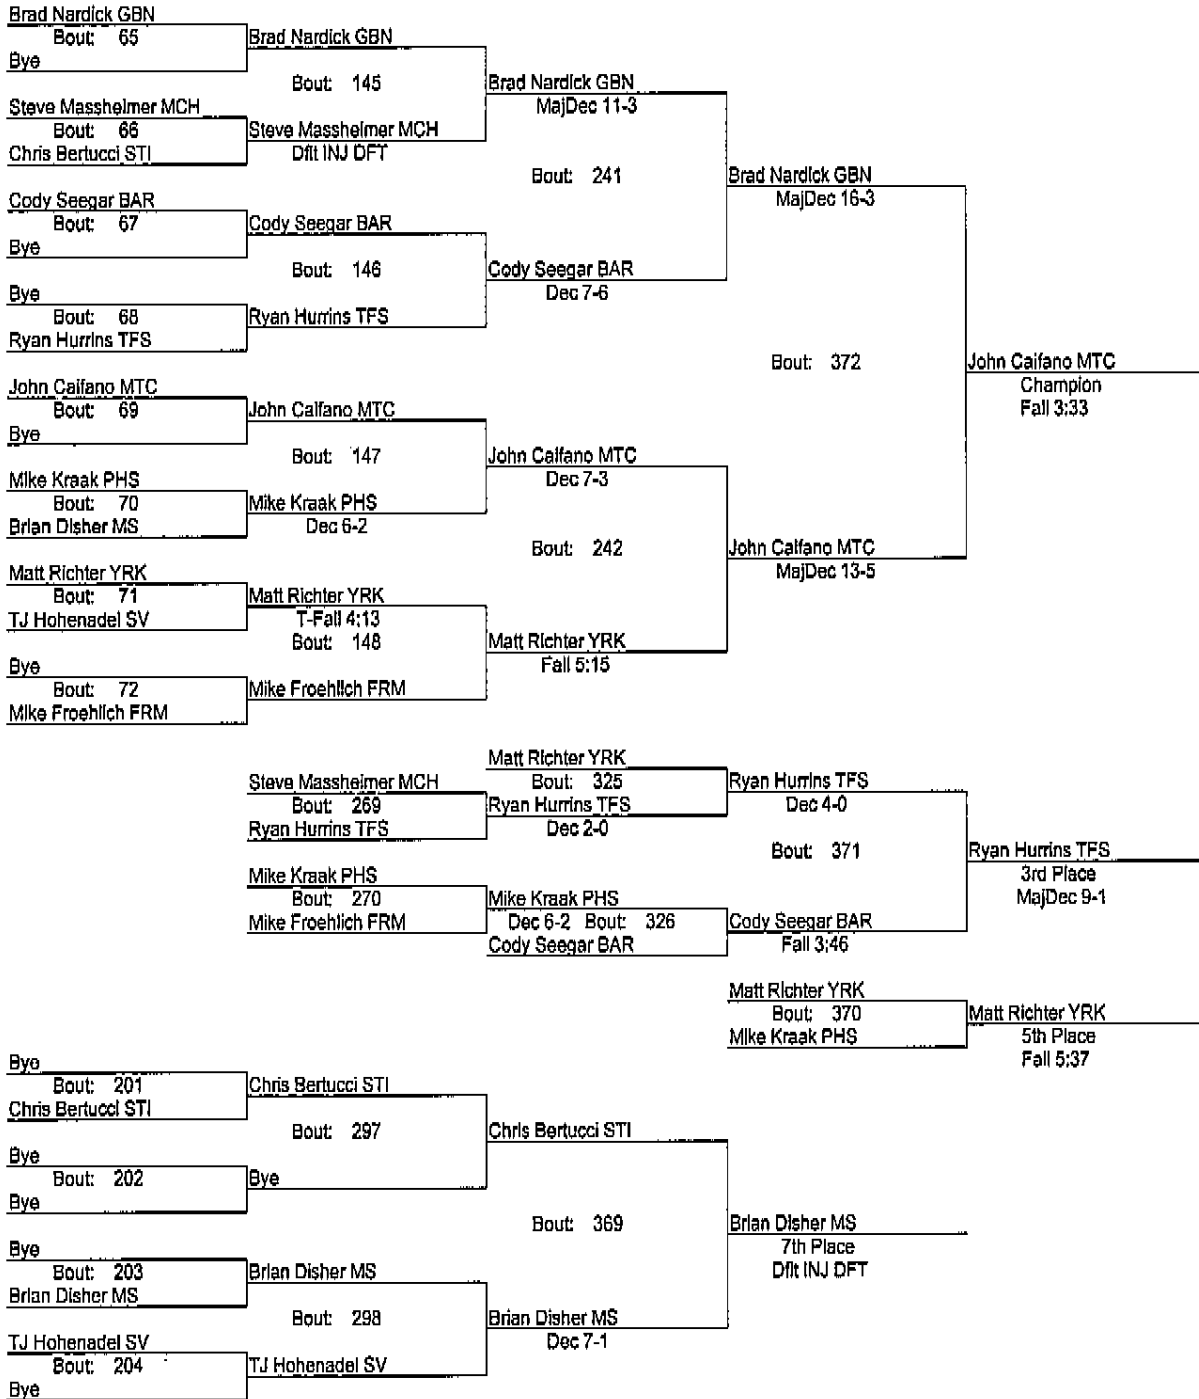 Brad Nardick GBN
Bout: 65
Bye
Brad Nardick GBN
Bout: 145
Steve Massheimer MCH
Bout: 66
Chris Bertucci STI
Steve Massheimer MCH
Dflt INJ DFT
Brad Nardick GBN
MajDec 11-3
Bout: 241
Cody Seegar BAR
Bout: 67
Bye
Cody Seegar BAR
Bout: 146
Bye
Bout: 68
Ryan Hurrins TFS
Ryan Hurrins TFS
Cody Seegar BAR
Dec 7-6
Brad Nardick GBN
MajDec 16-3
Bout: 372
John Caifano MTC
Bout: 69
Bye
John Caifano MTC
Bout: 147
Mike Kraak PHS
Bout: 70
Brian Disher MS
Mike Kraak PHS
Dec 6-2
John Caifano MTC
Dec 7-3
Bout: 242
Matt Richter YRK
Bout: 71
TJ Hohenadel SV
Matt Richter YRK
T-Fall 4:13
Bout: 148
Bye
Bout: 72
Mike Froehlich FRM
Mike Froehlich FRM
Matt Richter YRK
Fall 5:15
John Caifano MTC
MajDec 13-5
John Caifano MTC
Champion
Fall 3:33
Steve Massheimer MCH
Bout: 269
Ryan Hurrins TFS
Matt Richter YRK
Bout: 325
Ryan Hurrins TFS
Dec 2-0
Ryan Hurrins TFS
Dec 4-0
Bout: 371
Mike Kraak PHS
Bout: 270
Mike Froehlich FRM
Mike Kraak PHS
Dec 6-2 Bout: 326
Cody Seegar BAR
Cody Seegar BAR
Fall 3:46
Ryan Hurrins TFS
3rd Place
MajDec 9-1
Matt Richter YRK
Bout: 370
Mike Kraak PHS
Matt Richter YRK
5th Place
Fall 5:37
Bye
Bout: 201
Chris Bertucci STI
Chris Bertucci STI
Bout: 297
Bye
Bout: 202
Bye
Bye
Chris Bertucci STI
Bout: 369
Bye
Bout: 203
Brian Disher MS
Brian Disher MS
Bout: 298
TJ Hohenadel SV
Bout: 204
Bye
TJ Hohenadel SV
Brian Disher MS
Dec 7-1
Brian Disher MS
7th Place
Dflt INJ DFT